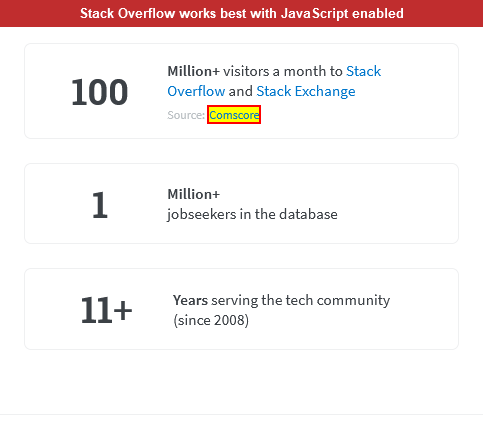 Stack Overflow works best with JavaScript enabled
100
Million+ visitors a month to Stack
Overflow and Stack Exchange
Source: Comscore
1
Million+
jobseekers in the database
11+
Years serving the tech community
(since 2008)